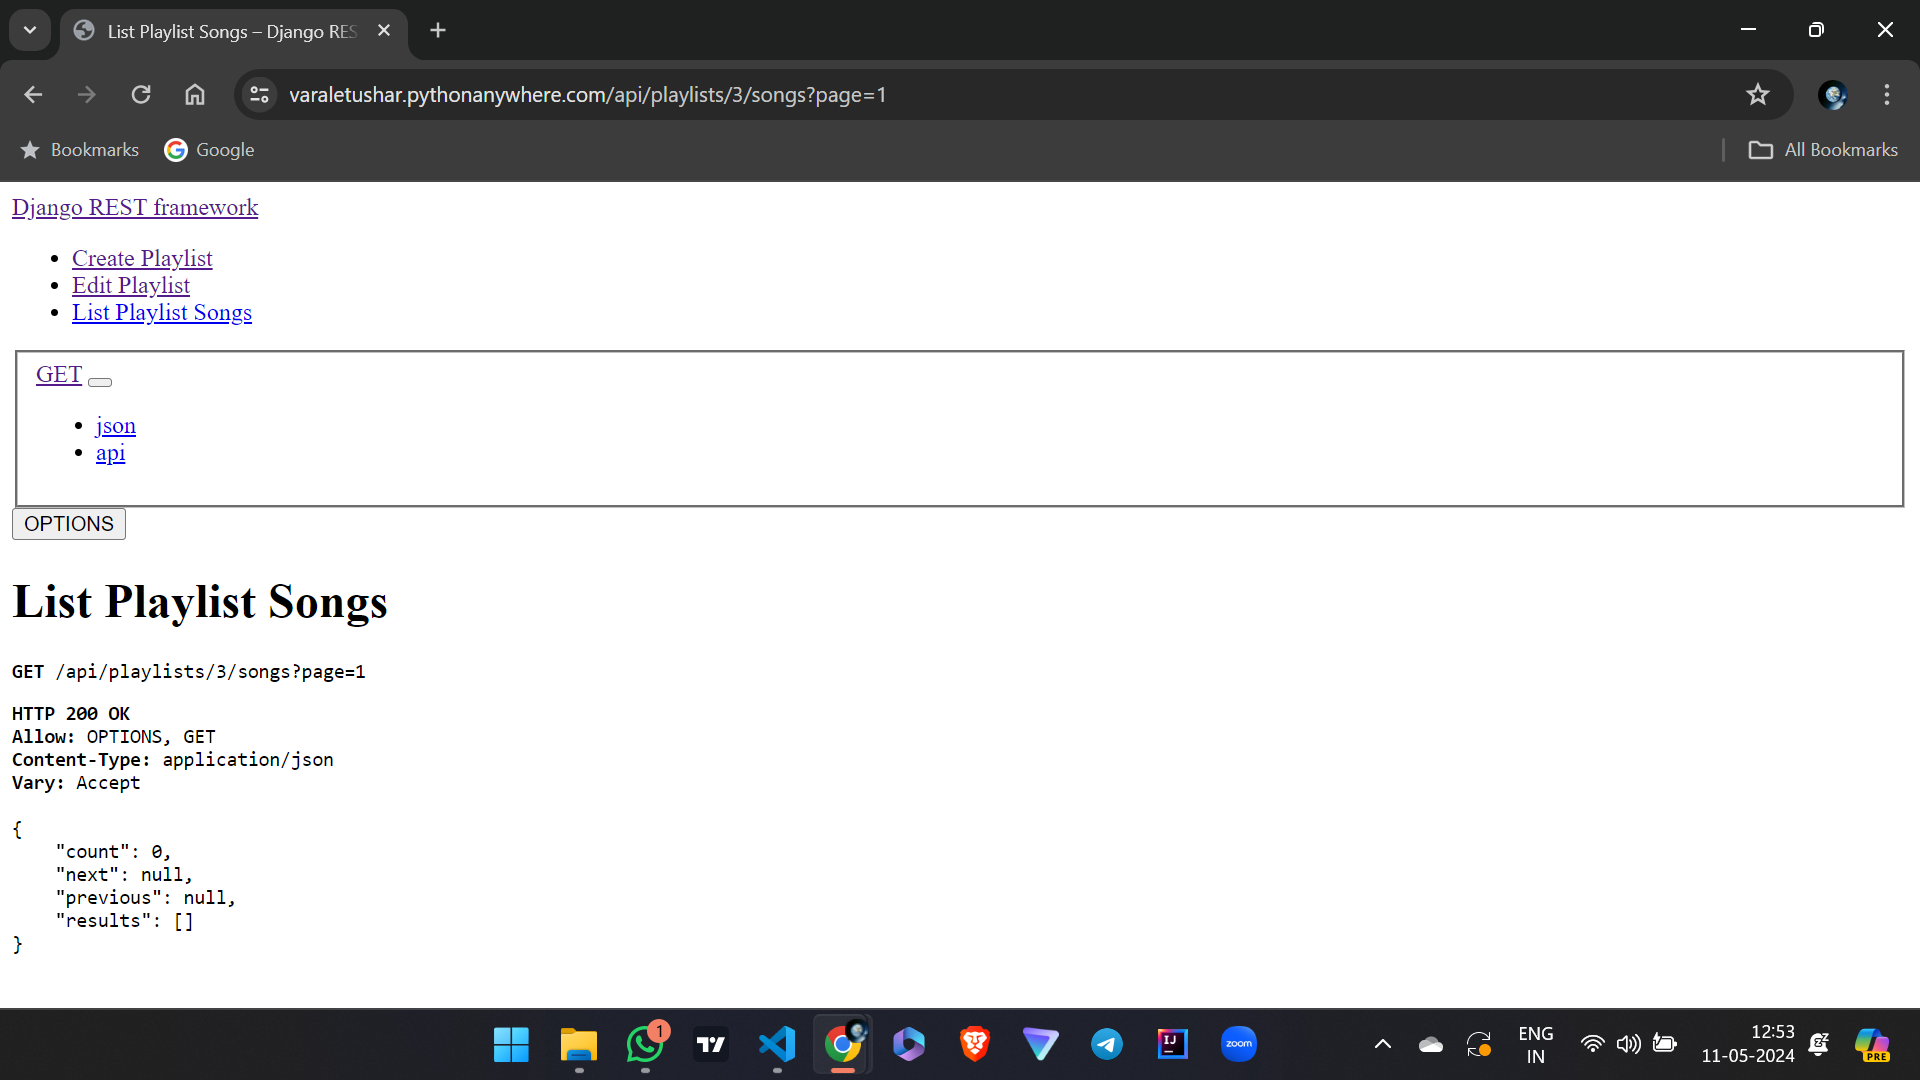 List Playlist Songs – Django RES
varaletushar.pythonanywhere.com/api/playlists/3/songs?page=1
Bookmarks
Google
All Bookmarks
Django REST framework
Create Playlist
Edit Playlist
List Playlist Songs
GET
json
api
OPTIONS
List Playlist Songs
GET /api/playlists/3/songs?page=1
HTTP 200 OK
Allow: OPTIONS, GET
Content-Type: application/json
Vary: Accept
{
"count": 0,
"next": null,
"previous": null,
"results": []
}
1
IJ
zoom
ENG
IN
12:53
11-05-2024
PRE